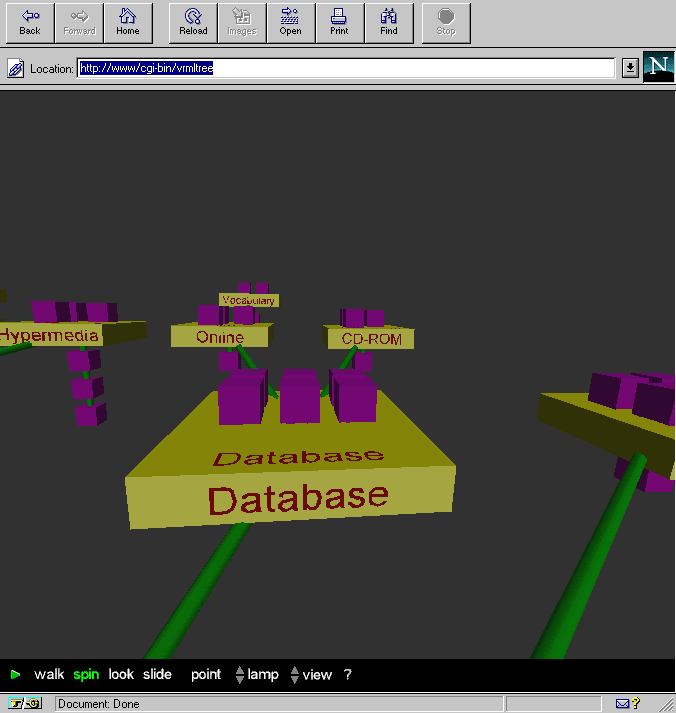 Back Forward Home Reload Images Open Print Find Stop
Location: http://www/cgi-bin/vrmltree
N
Vocabulary
Hypermedia Online CD-ROM
Database
Database
walk spin look slide point lamp view ?
Document: Done ?